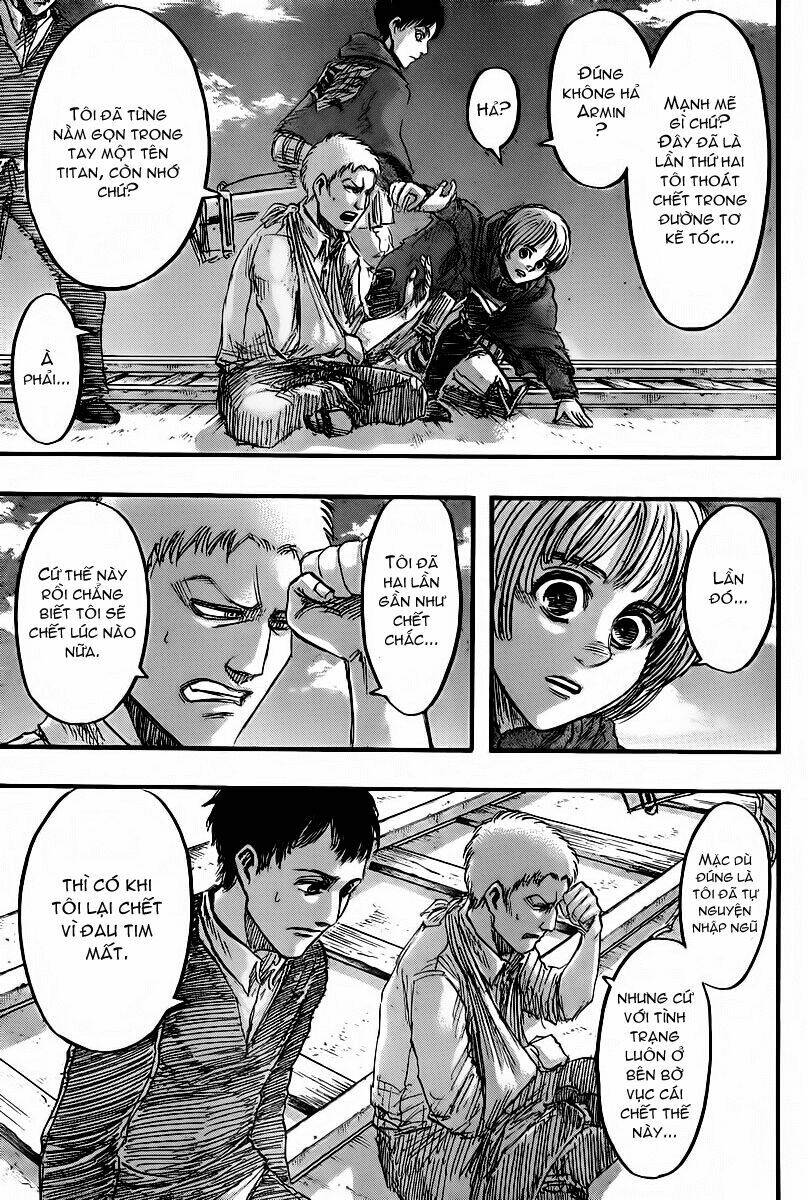 MẠNH MẼ
GÌ CHỨ?
ĐÂY ĐÃ LÀ
LẦN THỨ HAI
TÔI THOÁT
CHẾT TRONG
ĐƯỜNG TƠ
KẼ TÓC...
ĐÚNG
KHÔNG HẢ
ARMIN
?
HẢ?
TÔI ĐÃ TỪNG
NẰM GỌN TRONG
TAY MỘT TÊN
TITAN, CÒN NHỚ
CHỨ?
À
PHẢI...
LẦN
ĐÓ...
TÔI ĐÃ
HAI LẦN
GẦN NHƯ
CHẾT
CHẮC...
CỨ THẾ NÀY
RỒI CHẲNG
BIẾT TÔI SẼ
CHẾT LÚC NÀO
NỮA.
MẶC DÙ
ĐÚNG LÀ
TÔI ĐÃ TỰ
NGUYỆN
NHẬP NGŨ
NHƯNG CỨ
VỚI TÌNH
TRẠNG
LUÔN Ở
BÊN BỜ
VỰC CÁI
CHẾT THẾ
NÀY...
THÌ CÓ KHI
TÔI LẠI CHẾT
VÌ ĐAU TIM
MẤT.